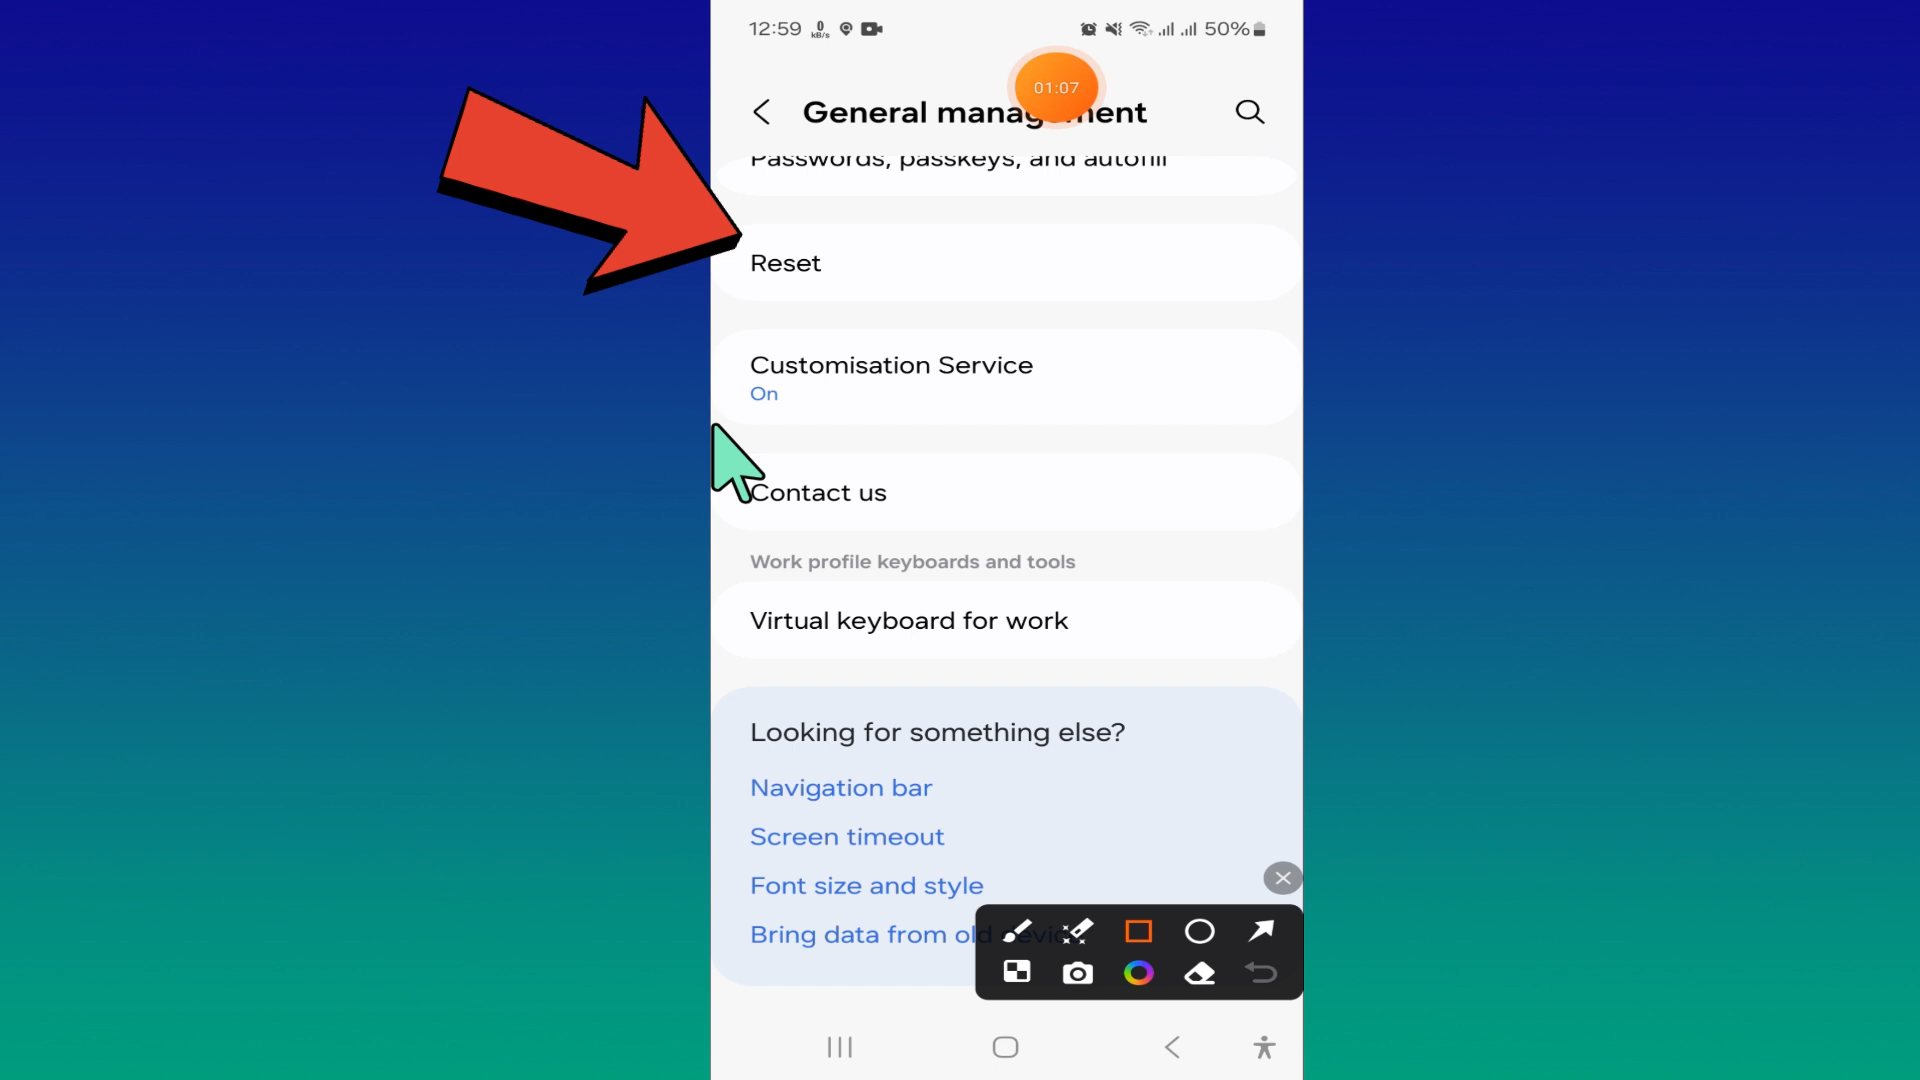 12:59 0 kB/s 50%
01:07
General management
Passwords, passkeys, and autofill
Reset
Customisation Service
On
Contact us
Work profile keyboards and tools
Virtual keyboard for work
Looking for something else?
Navigation bar
Screen timeout
Font size and style
Bring data from old device